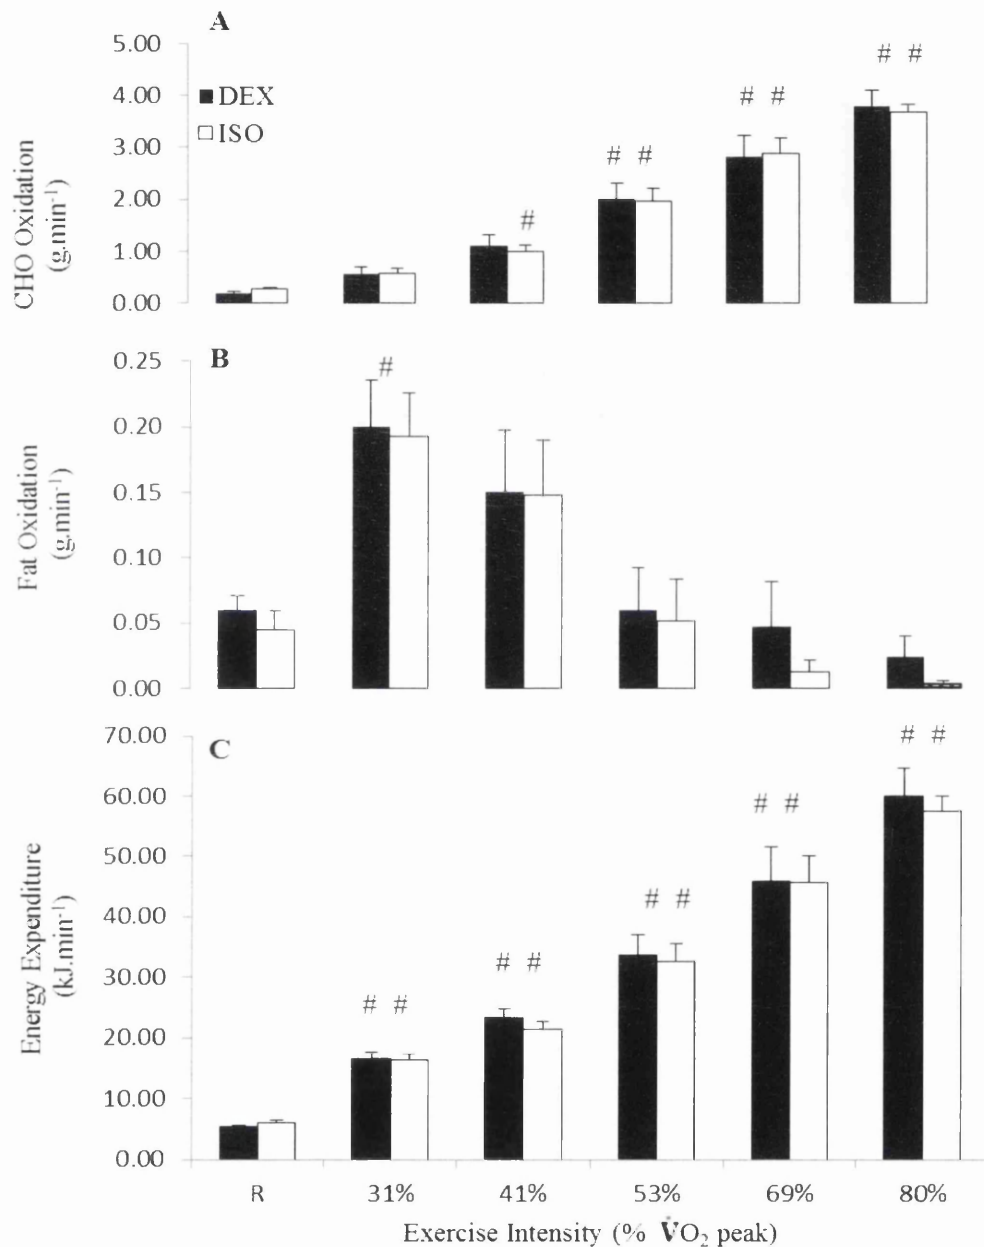 A
5.00
# #
DEX
4.00
# #
ISO
3.00
# #
2.00
#
1.00
0.00
CHO Oxidation
(g.min⁻¹)
B
0.25
#
0.20
0.15
0.10
0.05
0.00
Fat Oxidation
(g.min⁻¹)
C
70.00
# #
60.00
# #
50.00
40.00
# #
30.00
# #
20.00
# #
10.00
0.00
Energy Expenditure
(kJ.min⁻¹)
R 31% 41% 53% 69% 80%
Exercise Intensity (% V̇O₂ peak)